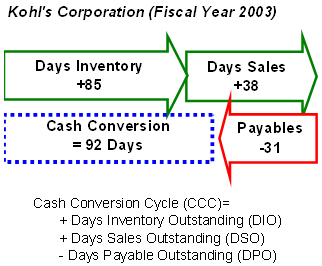 Kohl's Corporation (Fiscal Year 2003)
Days Inventory
+85
Days Sales
+38
Cash Conversion
= 92 Days
Payables
-31
Cash Conversion Cycle (CCC)=
+ Days Inventory Outstanding (DIO)
+ Days Sales Outstanding (DSO)
- Days Payable Outstanding (DPO)